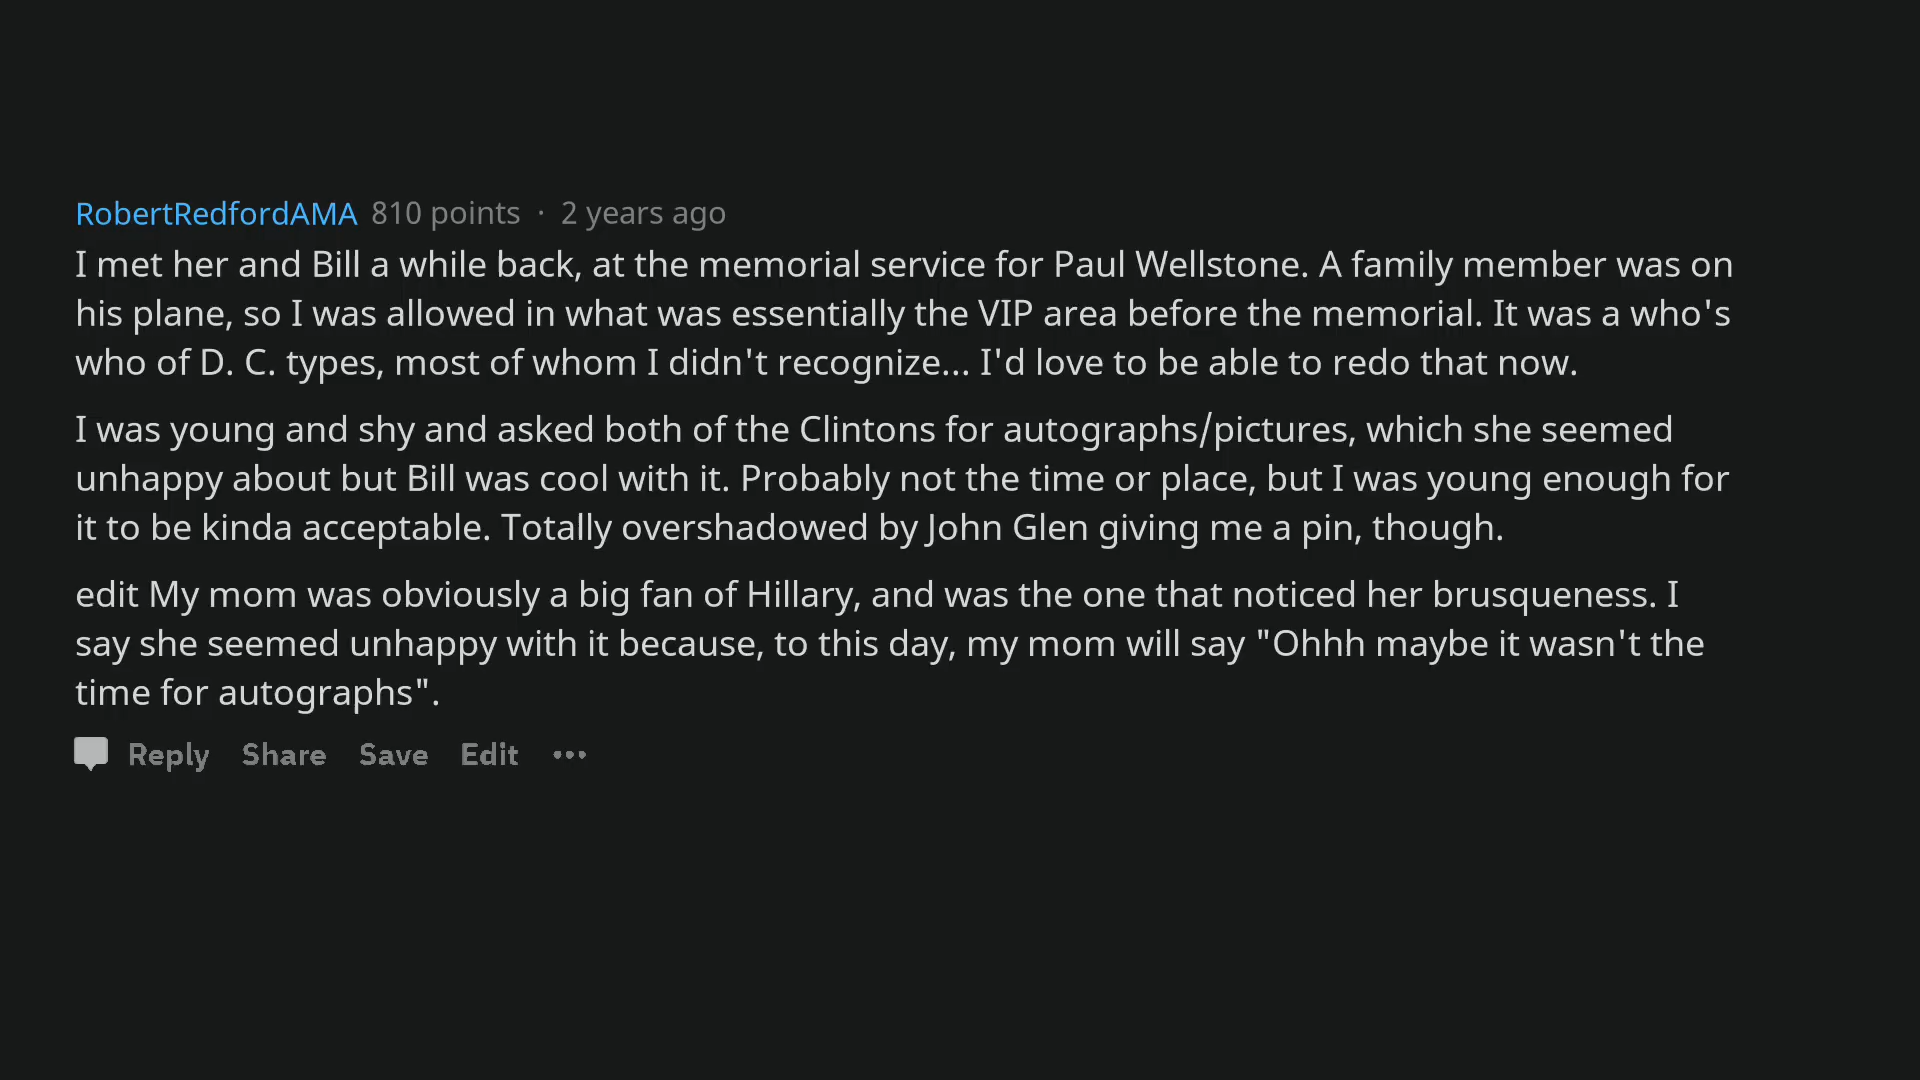 RobertRedfordAMA 810 points · 2 years ago
I met her and Bill a while back, at the memorial service for Paul Wellstone. A family member was on
his plane, so I was allowed in what was essentially the VIP area before the memorial. It was a who's
who of D. C. types, most of whom I didn't recognize... I'd love to be able to redo that now.
I was young and shy and asked both of the Clintons for autographs/pictures, which she seemed
unhappy about but Bill was cool with it. Probably not the time or place, but I was young enough for
it to be kinda acceptable. Totally overshadowed by John Glen giving me a pin, though.
edit My mom was obviously a big fan of Hillary, and was the one that noticed her brusqueness. I
say she seemed unhappy with it because, to this day, my mom will say "Ohhh maybe it wasn't the
time for autographs".
Reply Share Save Edit •••